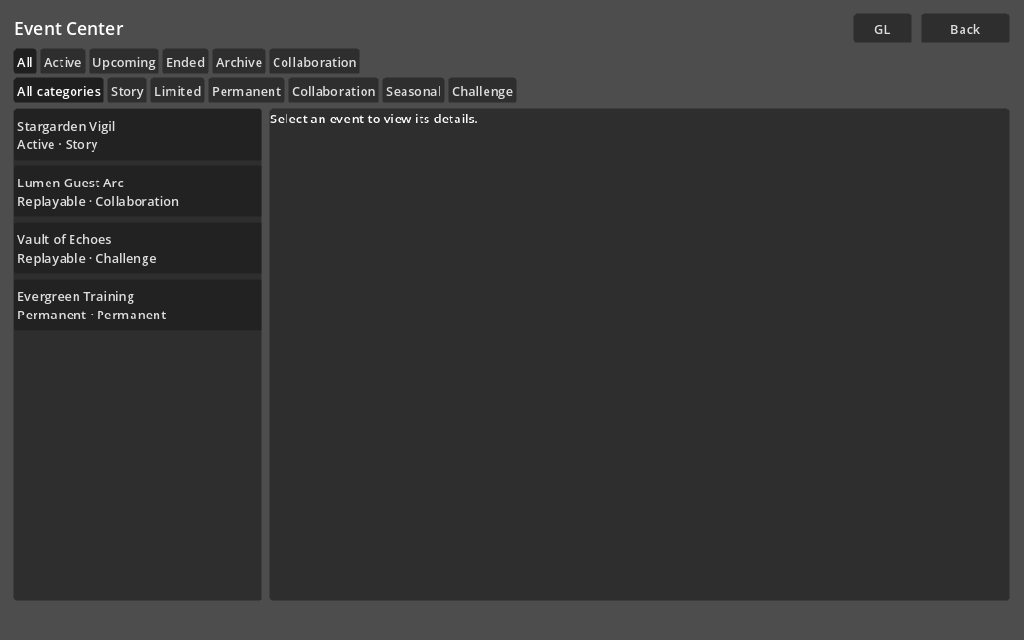 Event Center
GL
Back
All
Active
Upcoming
Ended
Archive
Collaboration
All categories
Story
Limited
Permanent
Collaboration
Seasonal
Challenge
Stargarden Vigil
Active · Story
Lumen Guest Arc
Replayable · Collaboration
Vault of Echoes
Replayable · Challenge
Evergreen Training
Permanent · Permanent
Select an event to view its details.